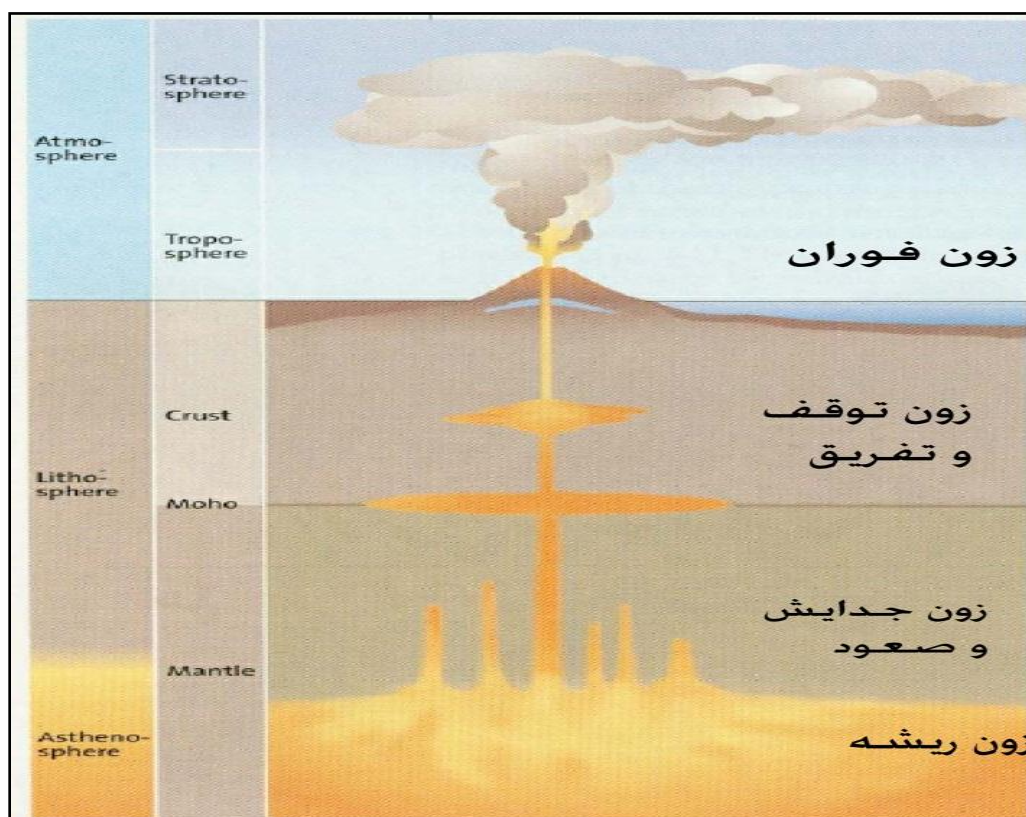 Strato-
sphere
Atmo-
sphere
Tropo-
sphere
زون فوران
Crust
زون توقف
و تفریق
Litho-
sphere
Moho
زون جدایش
و صعود
Mantle
Astheno-
sphere
زون ریشه